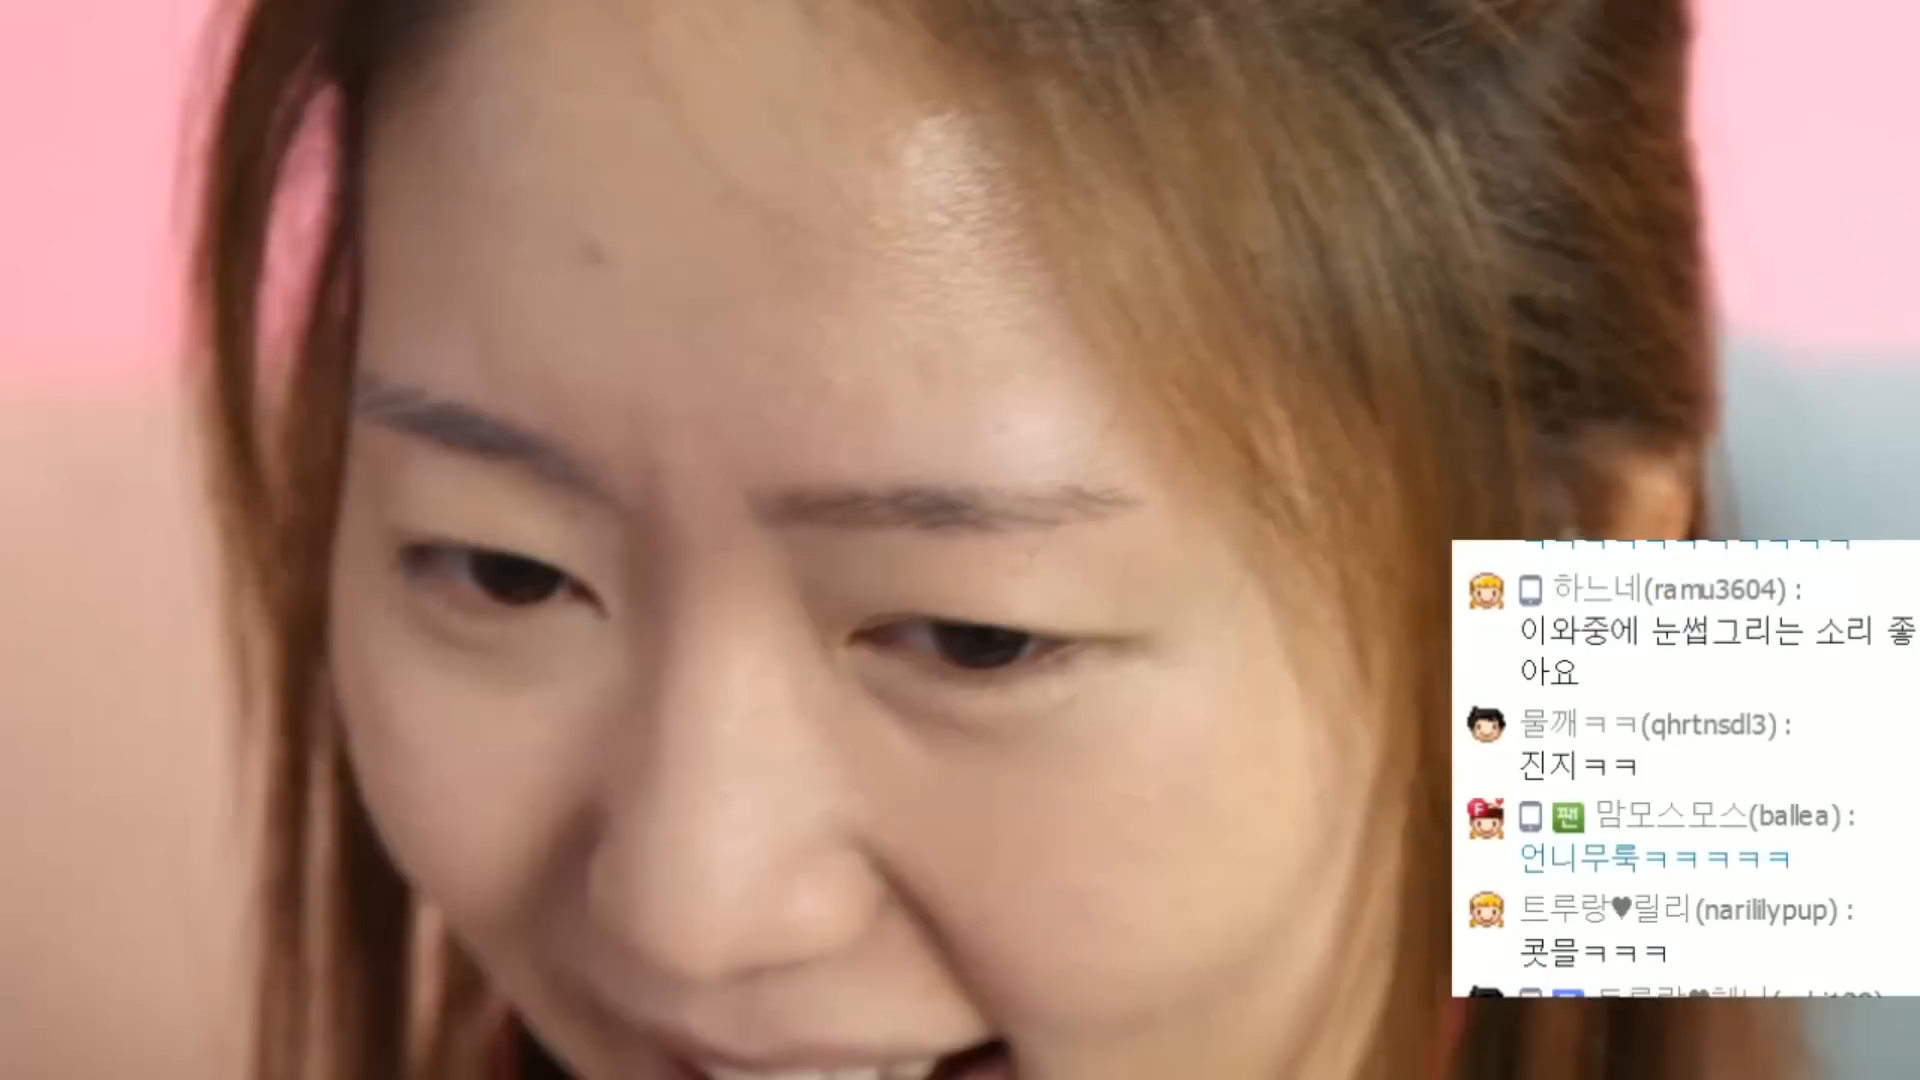 하느네(ramu3604) :
이와중에 눈썹그리는 소리 좋
아요
물깨ㅋㅋ(qhrtnsdl3) :
진지ㅋㅋ
팬 맘모스모스(ballea) :
언니무룩ㅋㅋㅋㅋㅋ
F
트루랑♥릴리(narililypup) :
콧믈ㅋㅋㅋ